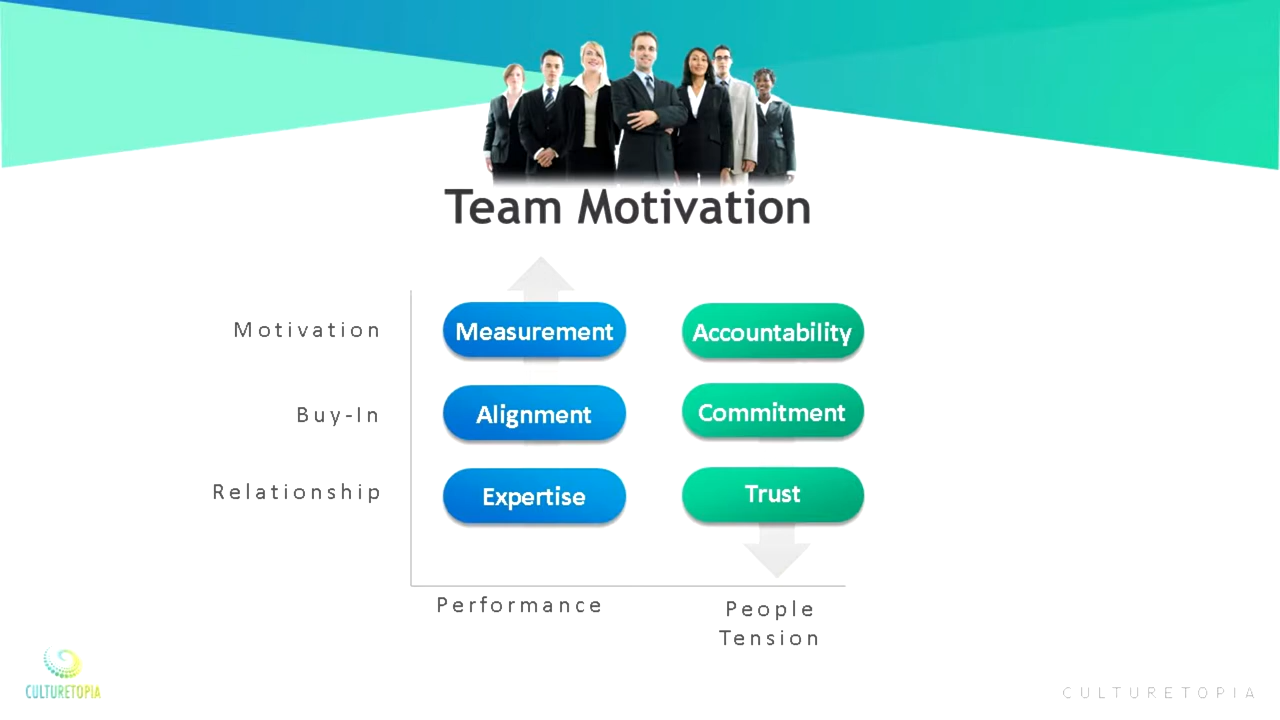 Team Motivation
Motivation
Measurement
Accountability
Buy-In
Alignment
Commitment
Relationship
Expertise
Trust
Performance
People
Tension
CULTURETOPIA
CULTURETOPIA